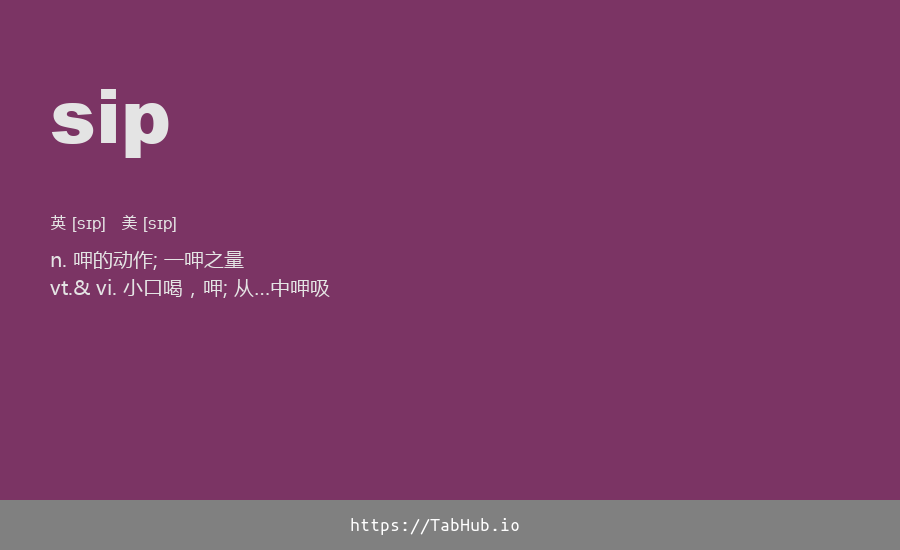 sip
英 [sɪp] 美 [sɪp]
n. 呷的动作; 一呷之量
vt.& vi. 小口喝，呷; 从…中呷吸
https://TabHub.io